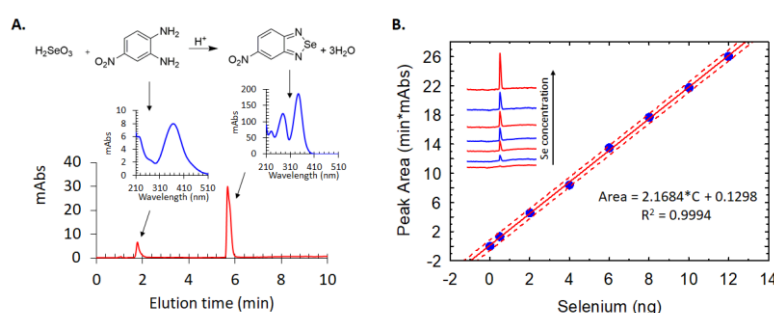 A.
H₂SeO₃ + O₂N NH₂ NH₂ H⁺ O₂N N Se N + 3H₂O
mAbs
10
8
6
4
2
0
210 310 410 510
Wavelength (nm)
mAbs
200
150
100
50
0
210 310 410 510
Wavelength (nm)
mAbs
40
30
20
10
0
0 2 4 6 8 10
Elution time (min)
B.
Peak Area (min*mAbs)
26
22
18
14
10
6
2
-2
Se concentration
Area = 2.1684*C + 0.1298
R² = 0.9994
-2 0 2 4 6 8 10 12 14
Selenium (ng)